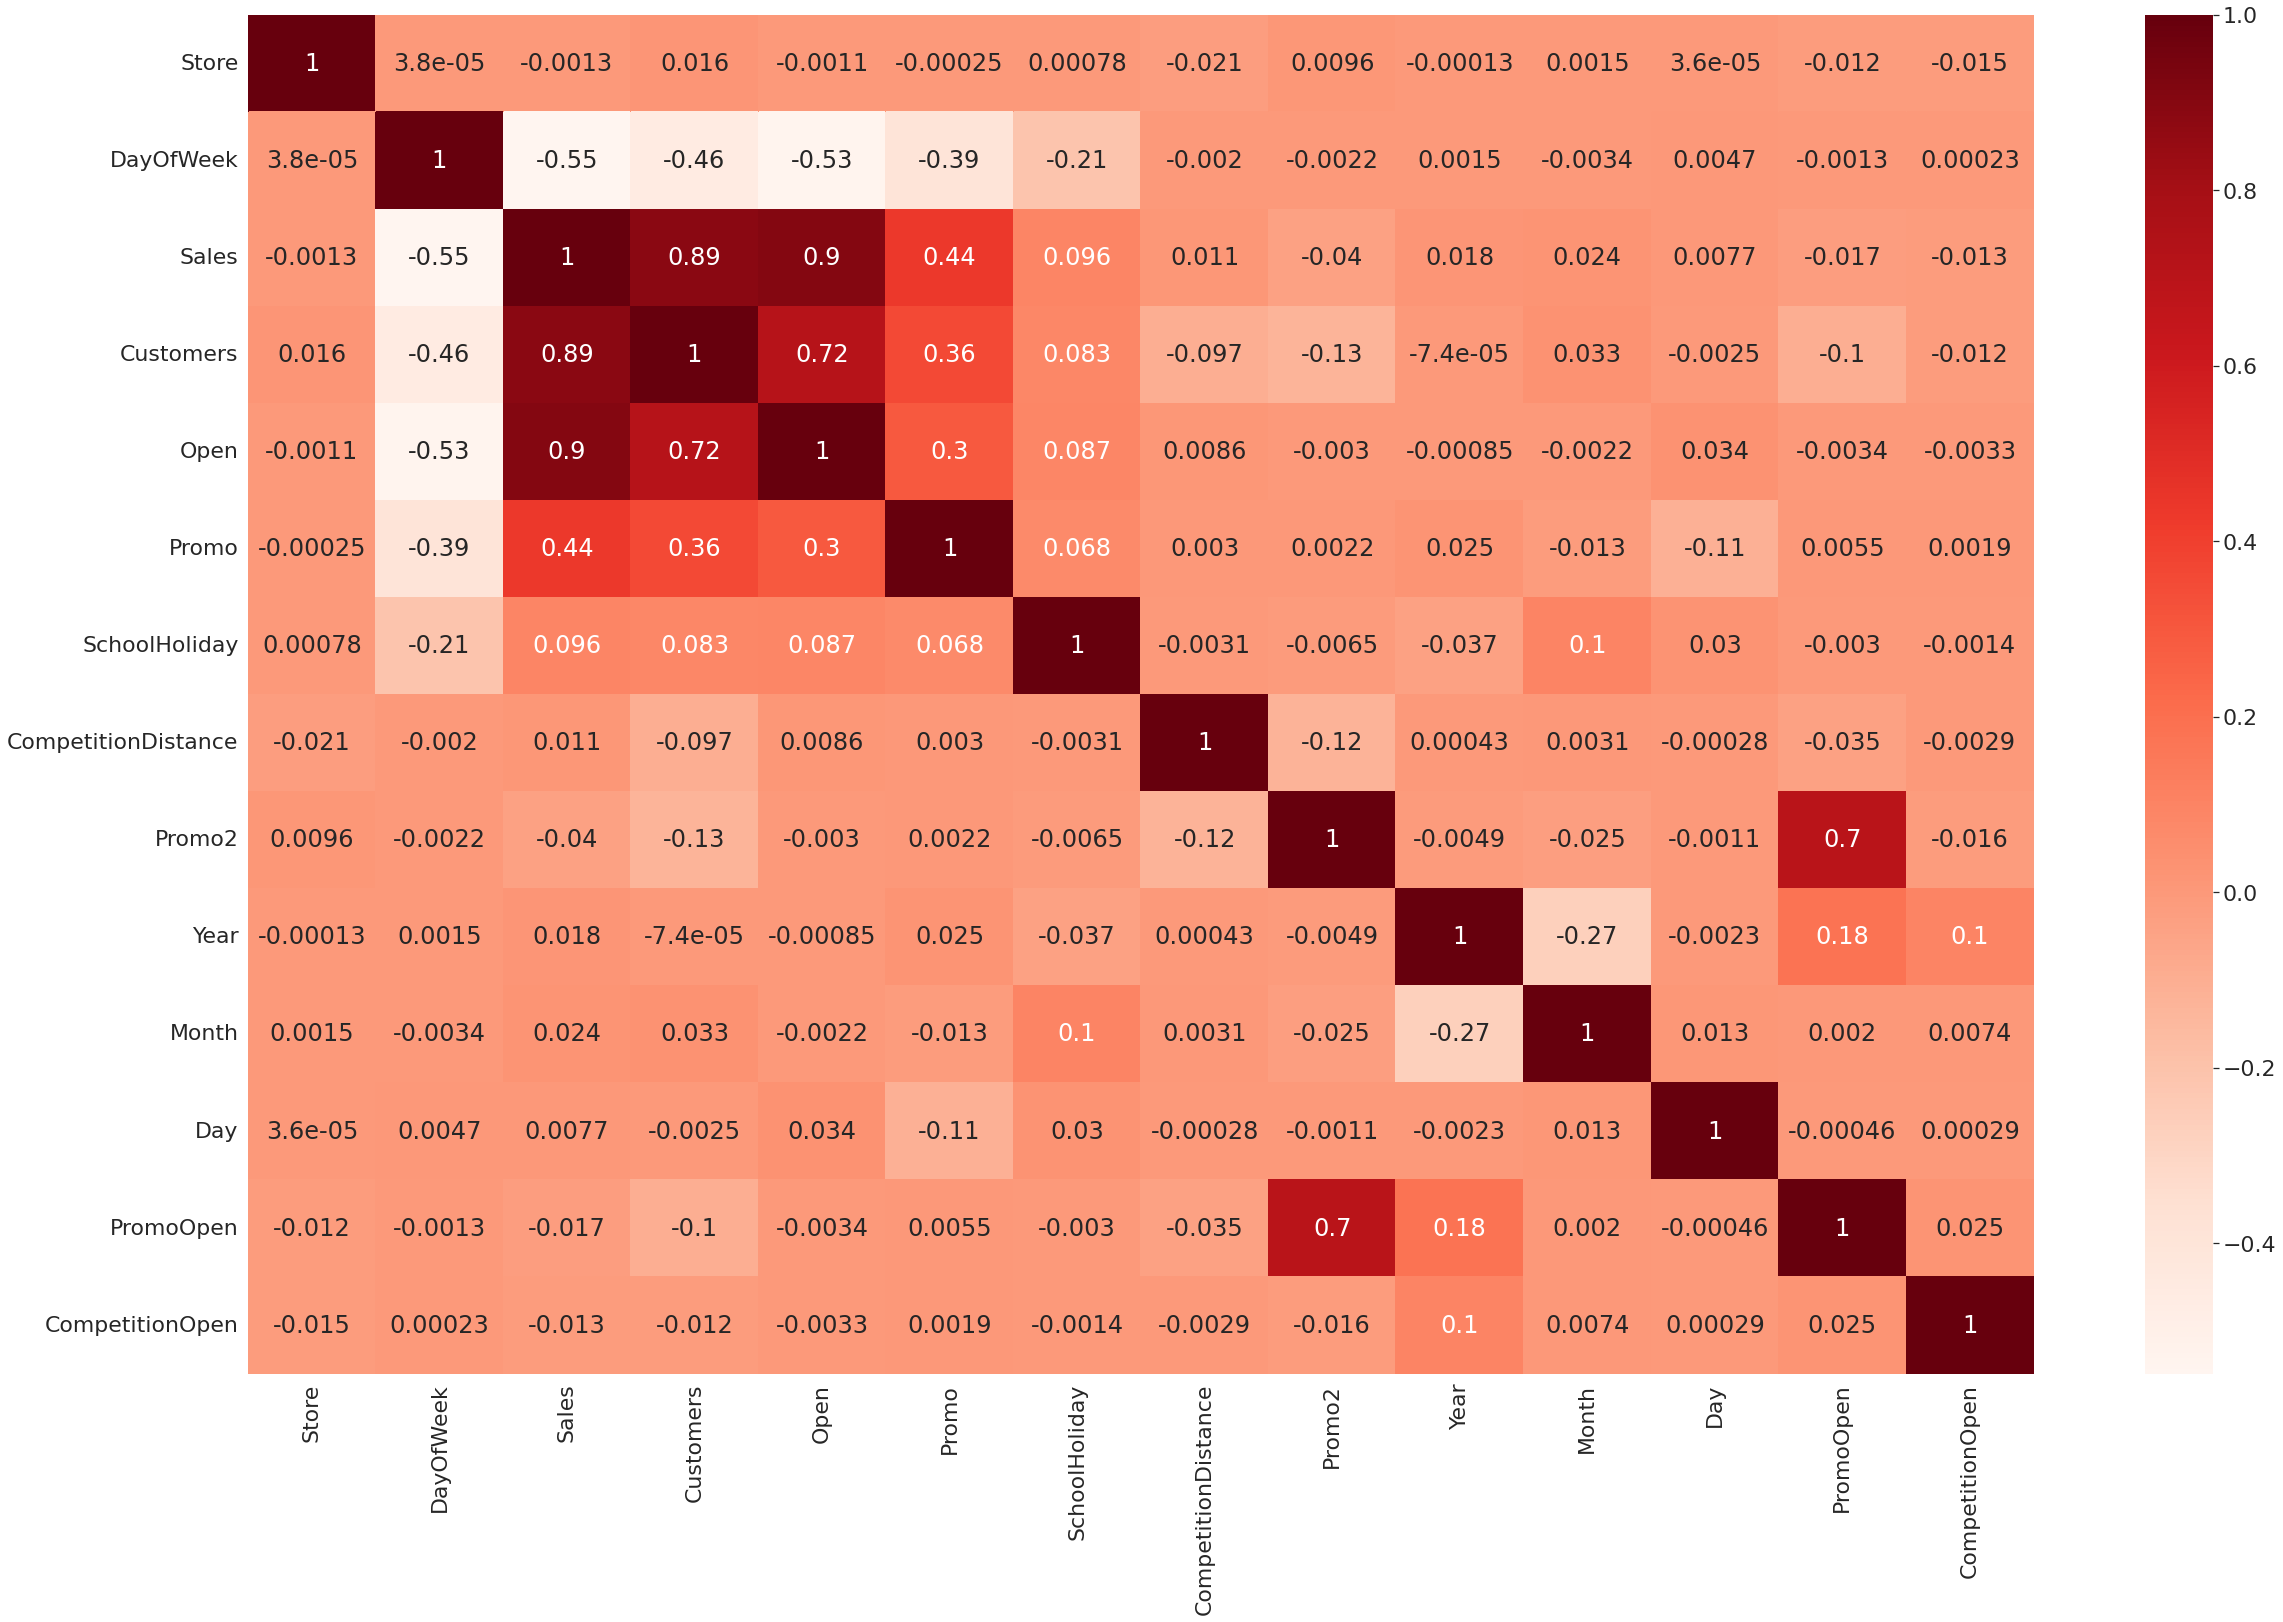 Store 1 3.8e-05 -0.0013 0.016 -0.0011 -0.00025 0.00078 -0.021 0.0096 -0.00013 0.0015 3.6e-05 -0.012 -0.015
DayOfWeek 3.8e-05 1 -0.55 -0.46 -0.53 -0.39 -0.21 -0.002 -0.0022 0.0015 -0.0034 0.0047 -0.0013 0.00023
Sales -0.0013 -0.55 1 0.89 0.9 0.44 0.096 0.011 -0.04 0.018 0.024 0.0077 -0.017 -0.013
Customers 0.016 -0.46 0.89 1 0.72 0.36 0.083 -0.097 -0.13 -7.4e-05 0.033 -0.0025 -0.1 -0.012
Open -0.0011 -0.53 0.9 0.72 1 0.3 0.087 0.0086 -0.003 -0.00085 -0.0022 0.034 -0.0034 -0.0033
Promo -0.00025 -0.39 0.44 0.36 0.3 1 0.068 0.003 0.0022 0.025 -0.013 -0.11 0.0055 0.0019
SchoolHoliday 0.00078 -0.21 0.096 0.083 0.087 0.068 1 -0.0031 -0.0065 -0.037 0.1 0.03 -0.003 -0.0014
CompetitionDistance -0.021 -0.002 0.011 -0.097 0.0086 0.003 -0.0031 1 -0.12 0.00043 0.0031 -0.00028 -0.035 -0.0029
Promo2 0.0096 -0.0022 -0.04 -0.13 -0.003 0.0022 -0.0065 -0.12 1 -0.0049 -0.025 -0.0011 0.7 -0.016
Year -0.00013 0.0015 0.018 -7.4e-05 -0.00085 0.025 -0.037 0.00043 -0.0049 1 -0.27 -0.0023 0.18 0.1
Month 0.0015 -0.0034 0.024 0.033 -0.0022 -0.013 0.1 0.0031 -0.025 -0.27 1 0.013 0.002 0.0074
Day 3.6e-05 0.0047 0.0077 -0.0025 0.034 -0.11 0.03 -0.00028 -0.0011 -0.0023 0.013 1 -0.00046 0.00029
PromoOpen -0.012 -0.0013 -0.017 -0.1 -0.0034 0.0055 -0.003 -0.035 0.7 0.18 0.002 -0.00046 1 0.025
CompetitionOpen -0.015 0.00023 -0.013 -0.012 -0.0033 0.0019 -0.0014 -0.0029 -0.016 0.1 0.0074 0.00029 0.025 1
Store DayOfWeek Sales Customers Open Promo SchoolHoliday CompetitionDistance Promo2 Year Month Day PromoOpen CompetitionOpen
1.0
0.8
0.6
0.4
0.2
0.0
−0.2
−0.4